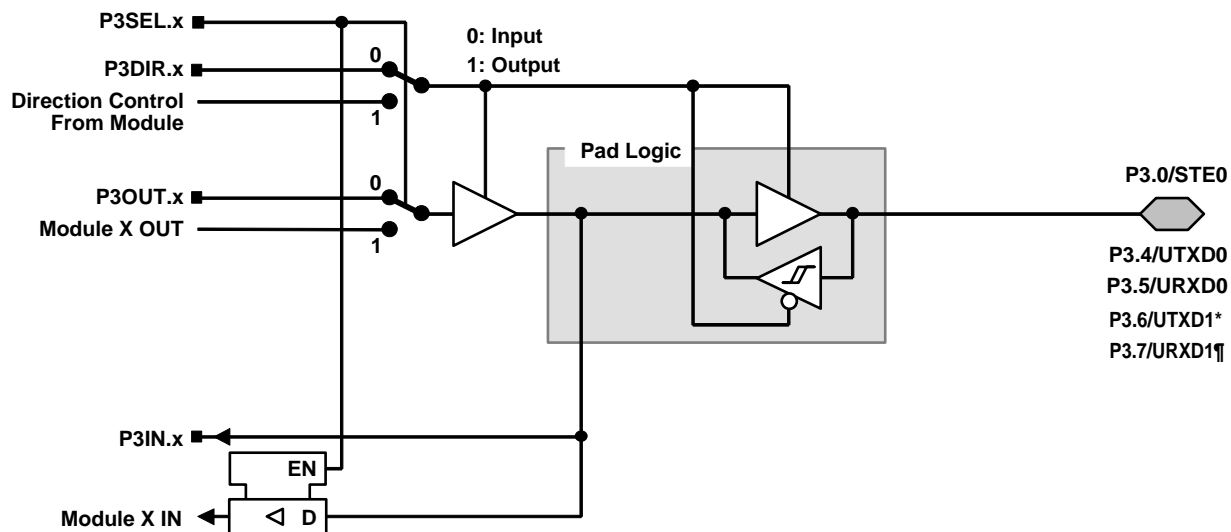 P3SEL.x
0: Input
1: Output
0
P3DIR.x
Direction Control
From Module
1
Pad Logic
P3.0/STE0
0
P3OUT.x
Module X OUT
1
P3.4/UTXD0
P3.5/URXD0
P3.6/UTXD1*
P3.7/URXD1¶
P3IN.x
EN
Module X IN
D